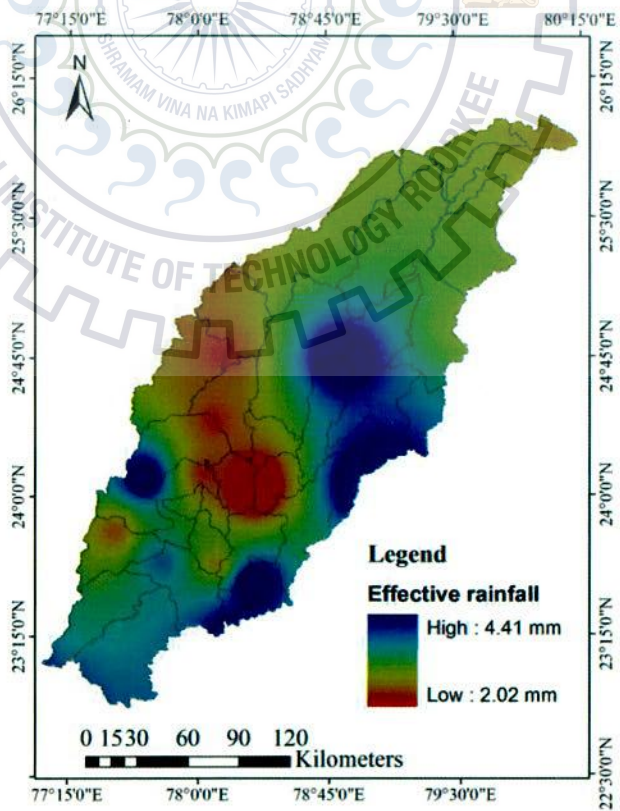 77°15'0"E 78°0'0"E 78°45'0"E 79°30'0"E 80°15'0"E
N
SHRAMAM VINA NA KIMAPI SADHYAM
INSTITUTE OF TECHNOLOGY ROORKEE
26°15'0"N
25°30'0"N
24°45'0"N
24°0'0"N
23°15'0"N
26°15'0"N
25°30'0"N
24°45'0"N
24°0'0"N
23°15'0"N
22°30'0"N
Legend
Effective rainfall
High : 4.41 mm
Low : 2.02 mm
0 15 30 60 90 120
Kilometers
77°15'0"E 78°0'0"E 78°45'0"E 79°30'0"E